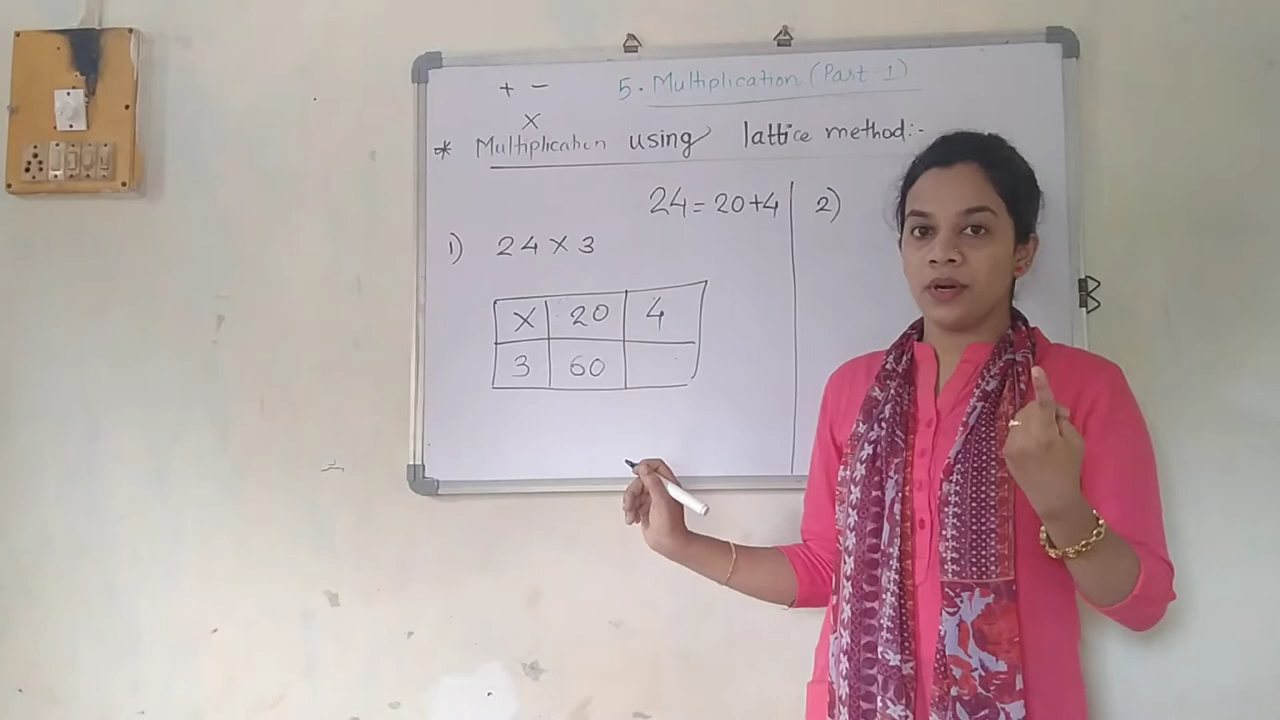 + -
5. Multiplication (Part-1)
x
* Multiplication using lattice method:-
24 = 20+4
2)
1) 24 x 3
x 20 4
3 60